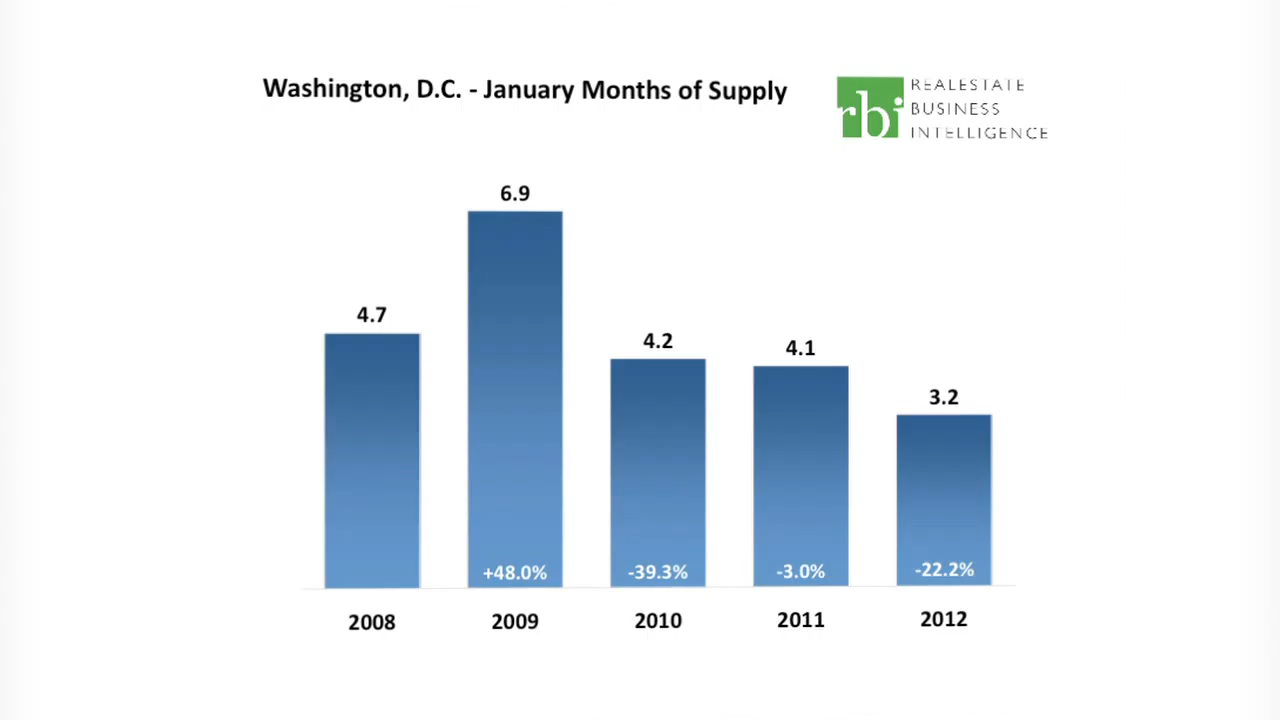 Washington, D.C. - January Months of Supply
rbi
REALESTATE
BUSINESS
INTELLIGENCE
6.9
4.7
4.2
4.1
3.2
+48.0%
-39.3%
-3.0%
-22.2%
2008
2009
2010
2011
2012